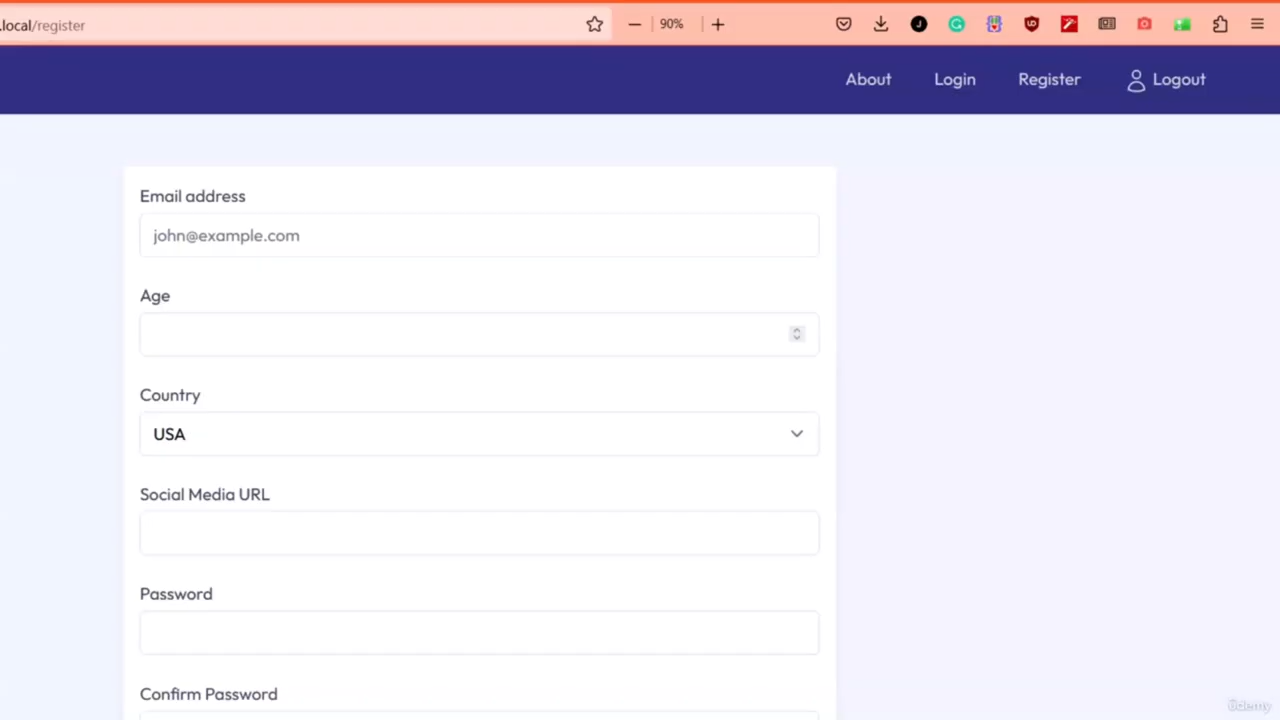 .local/register
90%
About
Login
Register
Logout
Email address
john@example.com
Age
Country
USA
Social Media URL
Password
Confirm Password
ûdemy